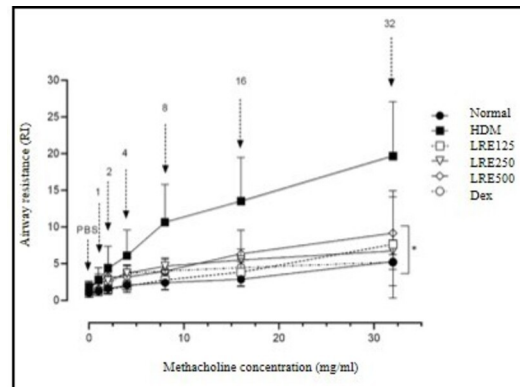 32
16
8
4
2
1
PBS
30
25
20
15
10
5
0
Airway resistance (RI)
0
10
20
30
Methacholine concentration (mg/ml)
Normal
HDM
LRE125
LRE250
LRE500
Dex
*